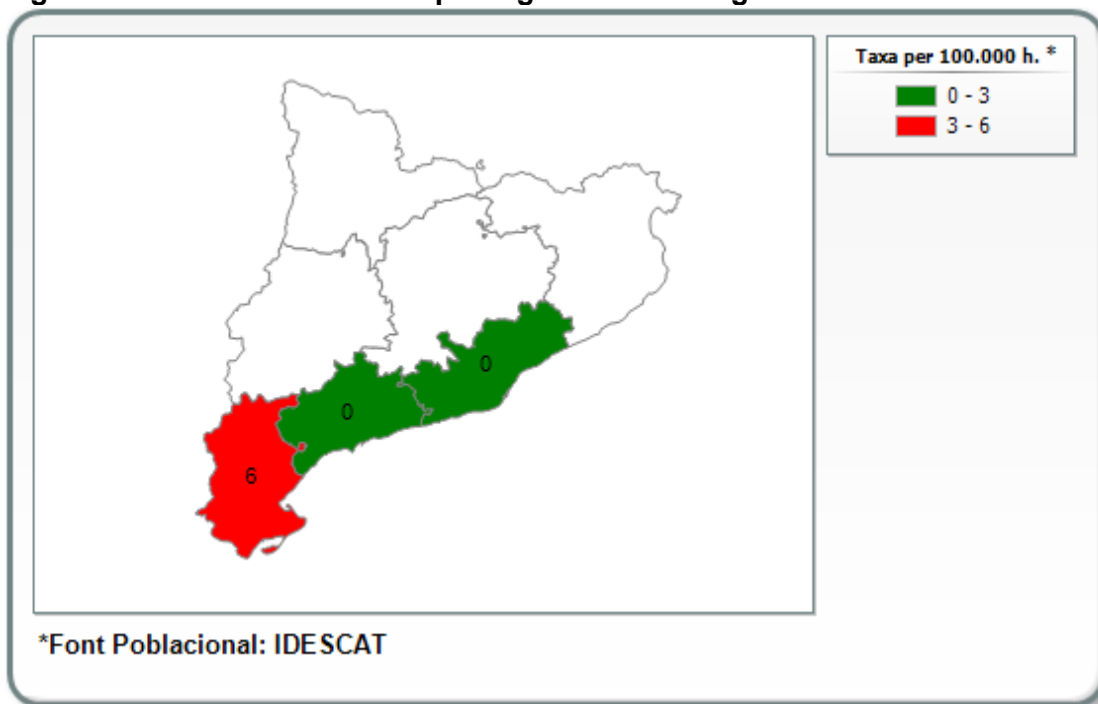 Taxa per 100.000 h. *
0 - 3
3 - 6
0
0
6
*Font Poblacional: IDESCAT